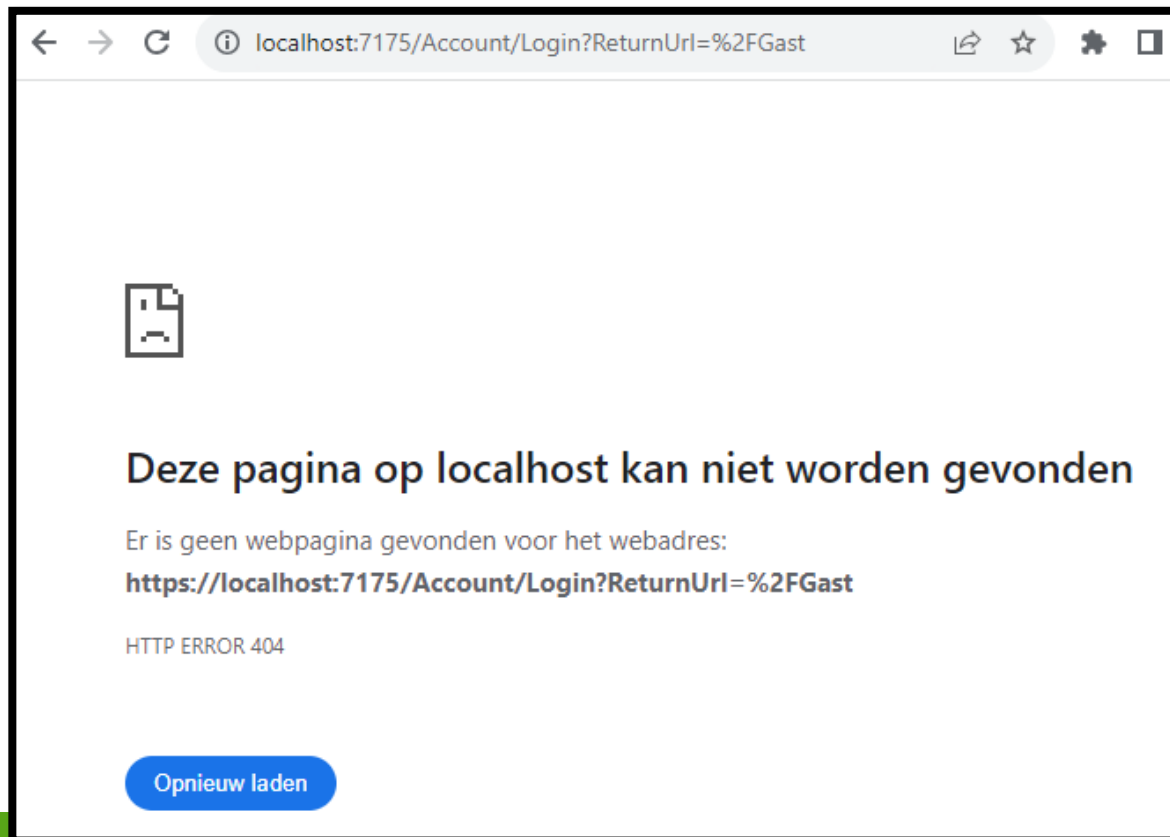 localhost:7175/Account/Login?ReturnUrl=%2FGast
Deze pagina op localhost kan niet worden gevonden
Er is geen webpagina gevonden voor het webadres:
https://localhost:7175/Account/Login?ReturnUrl=%2FGast
HTTP ERROR 404
Opnieuw laden